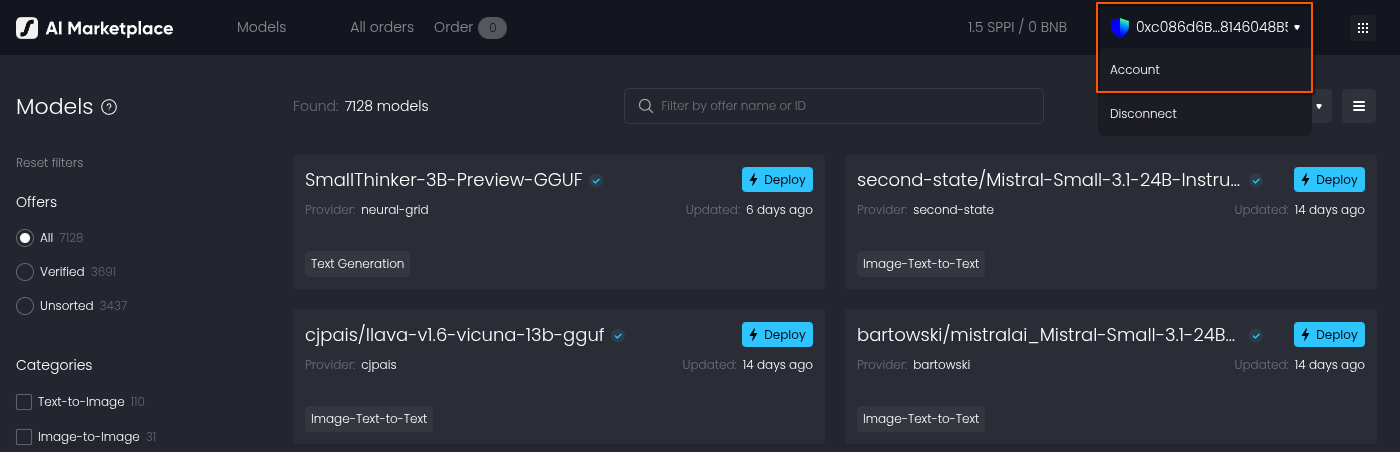 AI Marketplace
Models
All orders
Order 0
1.5 SPPI / 0 BNB
0xc086d6B...8146048B
Account
Disconnect
Models ?
Found: 7128 models
Filter by offer name or ID
Reset filters
Offers
All 7128
Verified 3691
Unsorted 3437
Categories
Text-to-Image 110
Image-to-Image 31
SmallThinker-3B-Preview-GGUF
Deploy
Provider: neural-grid
Updated: 6 days ago
Text Generation
second-state/Mistral-Small-3.1-24B-Instru...
Deploy
Provider: second-state
Updated: 14 days ago
Image-Text-to-Text
cjpais/llava-v1.6-vicuna-13b-gguf
Deploy
Provider: cjpais
Updated: 14 days ago
Image-Text-to-Text
bartowski/mistralai_Mistral-Small-3.1-24B...
Deploy
Provider: bartowski
Updated: 14 days ago
Image-Text-to-Text